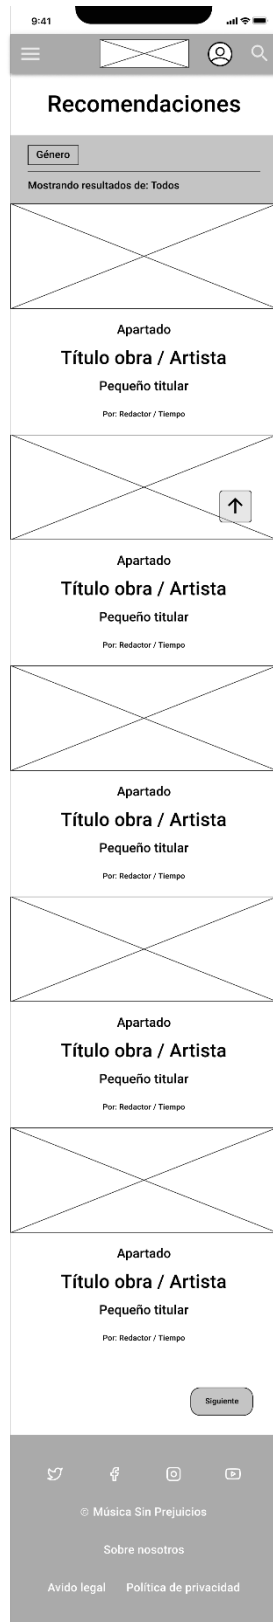 9:41
Recomendaciones
Género
Mostrando resultados de: Todos
Apartado
Título obra / Artista
Pequeño titular
Por: Redactor / Tiempo
Apartado
Título obra / Artista
Pequeño titular
Por: Redactor / Tiempo
Apartado
Título obra / Artista
Pequeño titular
Por: Redactor / Tiempo
Apartado
Título obra / Artista
Pequeño titular
Por: Redactor / Tiempo
Apartado
Título obra / Artista
Pequeño titular
Por: Redactor / Tiempo
Siguiente
© Música Sin Prejuicios
Sobre nosotros
Avido legal Política de privacidad